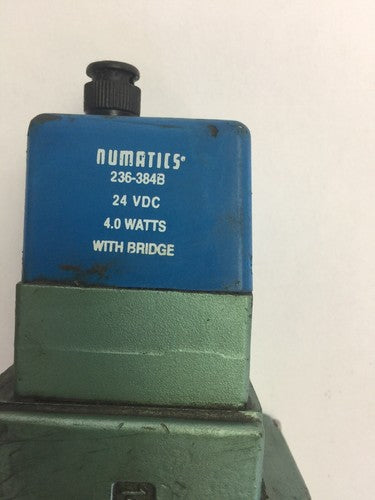 numatics®
236-384B
24 VDC
4.0 WATTS
WITH BRIDGE